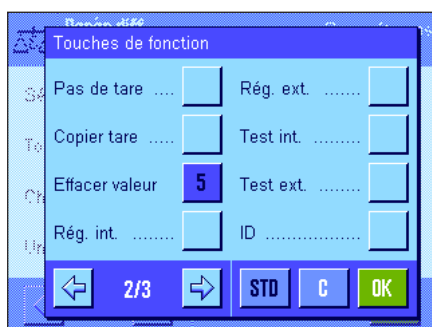 Touches de fonction
Pas de tare .... Rég. ext. .......
Copier tare ..... Test int. ........
Effacer valeur 5 Test ext. ........
Rég. int. ........ ID ..................
2/3 STD C OK